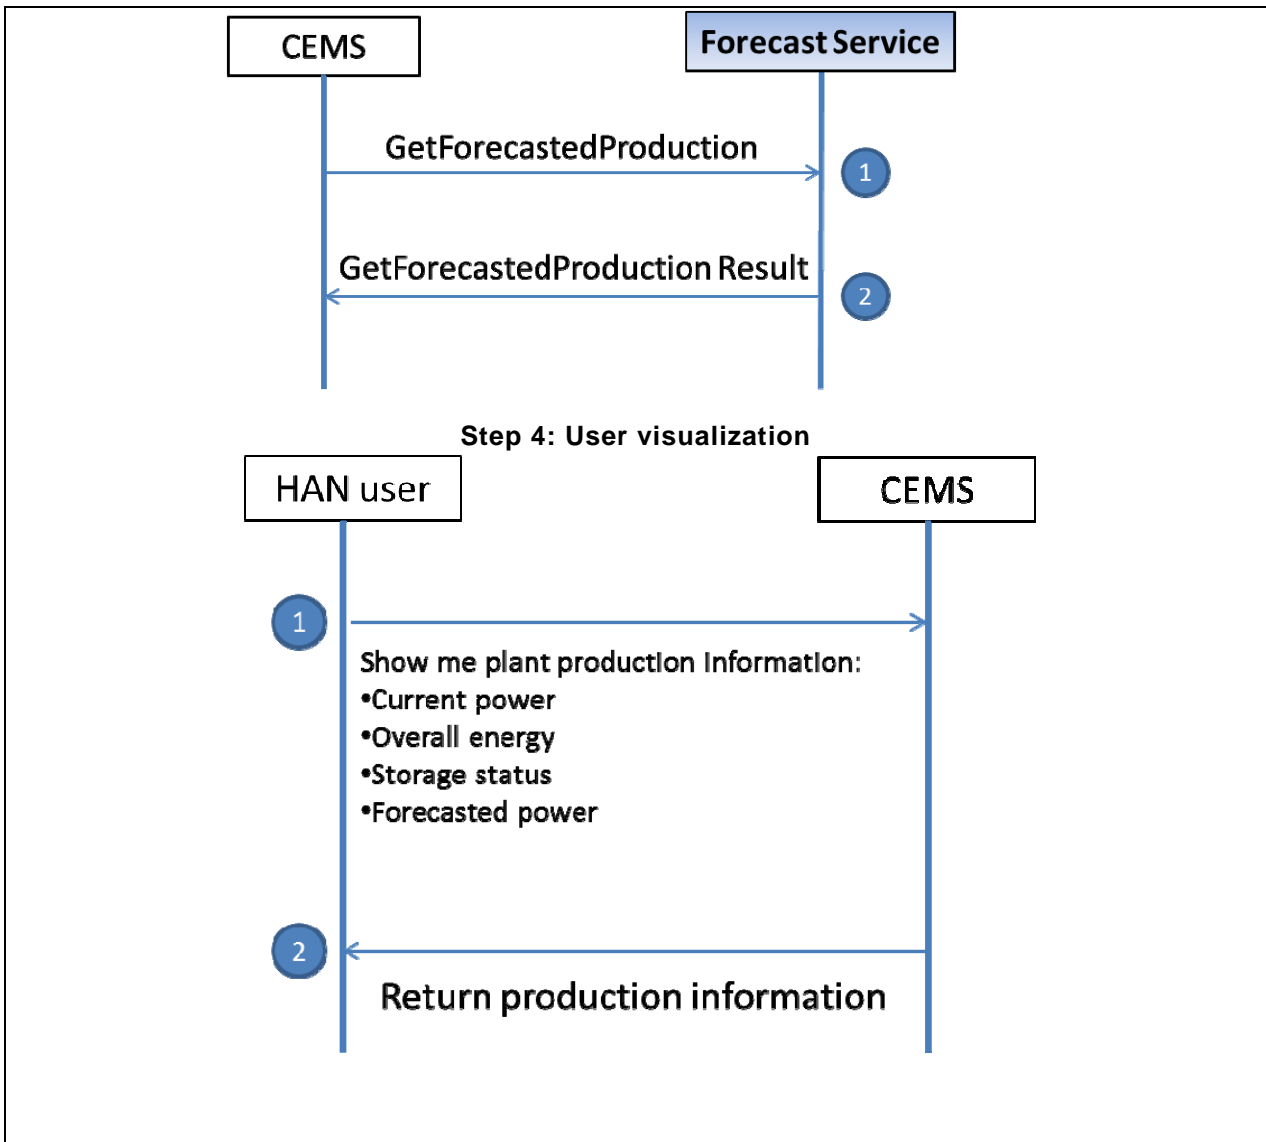 CEMS
Forecast Service
GetForecastedProduction
1
GetForecastedProduction Result
2
Step 4: User visualization
HAN user
CEMS
1
Show me plant production information:
•Current power
•Overall energy
•Storage status
•Forecasted power
2
Return production information